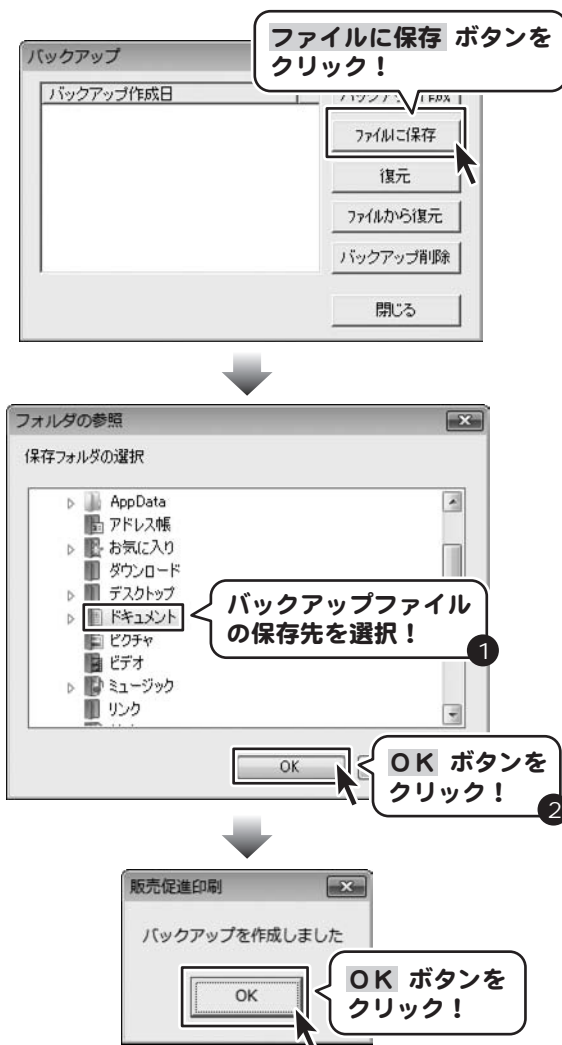 ファイルに保存 ボタンを
クリック！
バックアップ
バックアップ作成日
ファイルに保存
復元
ファイルから復元
バックアップ削除
閉じる
フォルダの参照
保存フォルダの選択
AppData
アドレス帳
お気に入り
ダウンロード
デスクトップ
ドキュメント
ピクチャ
ビデオ
ミュージック
リンク
バックアップファイル
の保存先を選択！
1
OK
ＯＫ ボタンを
クリック！
2
販売促進印刷
バックアップを作成しました
OK
ＯＫ ボタンを
クリック！